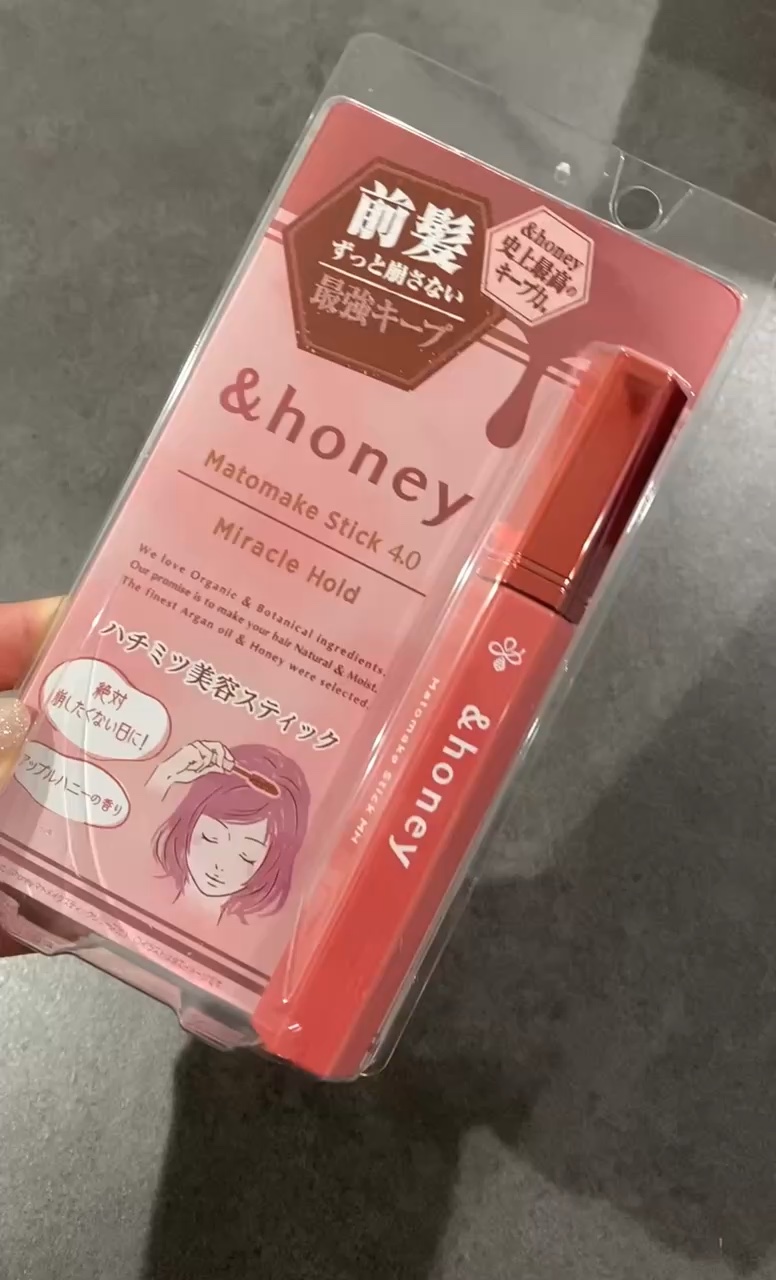 前髪
ずっと崩さない
最強キープ
&honey
史上最高の
キープ力。
&honey
Matomake Stick 4.0
Miracle Hold
We love Organic & Botanical ingredients.
Our promise is to make your hair Natural & Moist.
The finest Argan oil & Honey were selected.
ハチミツ美容スティック
絶対
崩したくない日に!
アップルハニーの香り
&honey
Matomake Stick MH